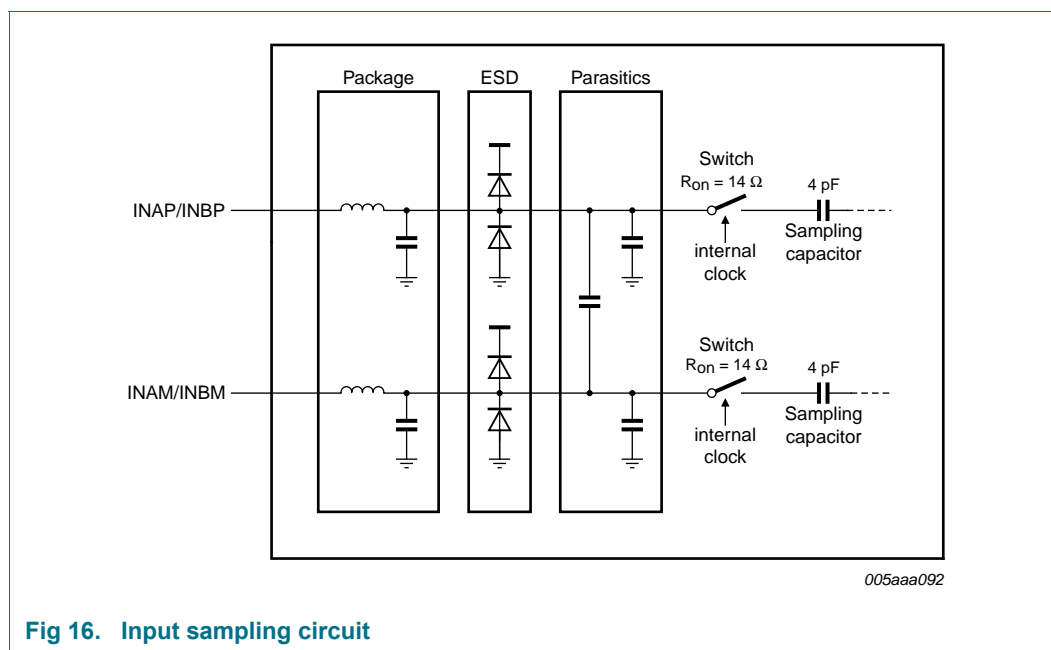 Package
ESD
Parasitics
Switch
Ron = 14 Ω
4 pF
INAP/INBP
internal
clock
Sampling
capacitor
Switch
Ron = 14 Ω
4 pF
INAM/INBM
internal
clock
Sampling
capacitor
005aaa092
Fig 16. Input sampling circuit